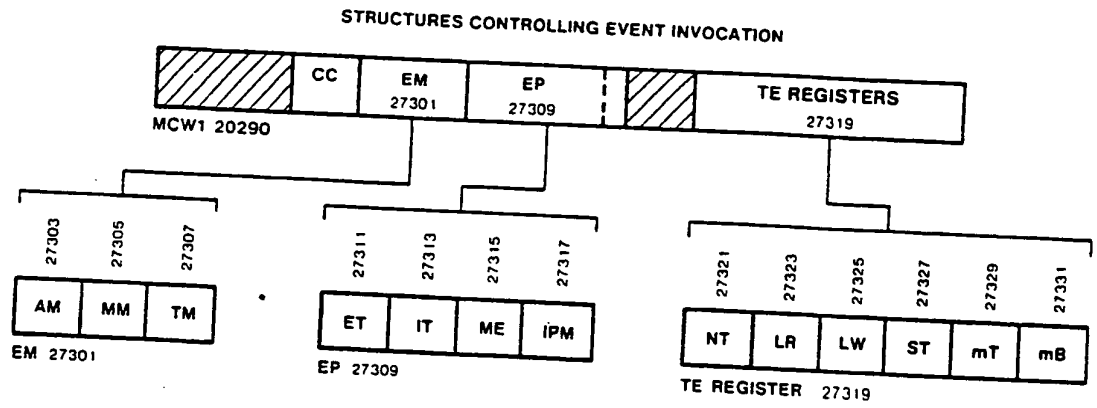 STRUCTURES CONTROLLING EVENT INVOCATION
CC EM EP TE REGISTERS
27301 27309 27319
MCW1 20290
27303 27305 27307 27311 27313 27315 27317 27321 27323 27325 27327 27329 27331
AM MM TM ET IT ME IPM NT LR LW ST mT mB
EM 27301 EP 27309 TE REGISTER 27319